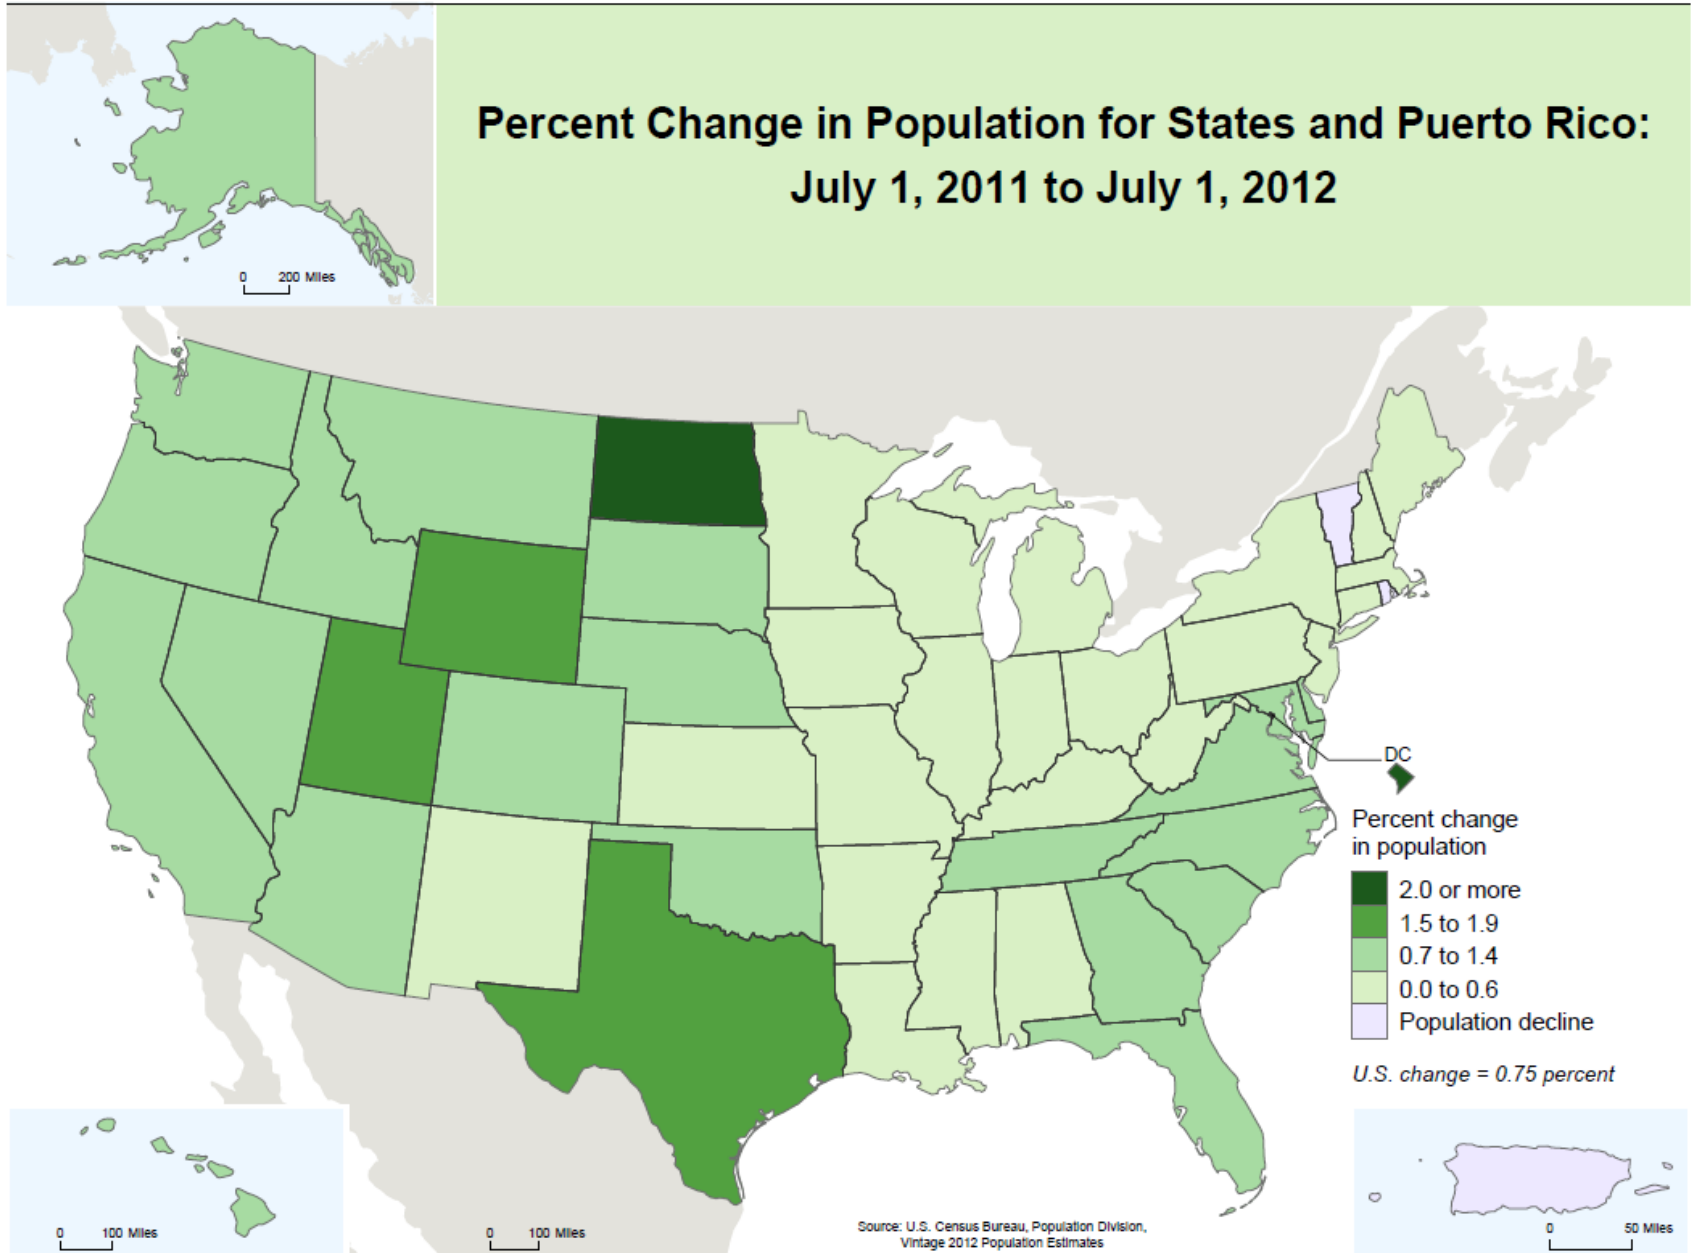 Percent Change in Population for States and Puerto Rico:
July 1, 2011 to July 1, 2012
0 200 Miles
DC
Percent change
in population
2.0 or more
1.5 to 1.9
0.7 to 1.4
0.0 to 0.6
Population decline
U.S. change = 0.75 percent
0 100 Miles
0 100 Miles
Source: U.S. Census Bureau, Population Division,
Vintage 2012 Population Estimates
0 50 Miles